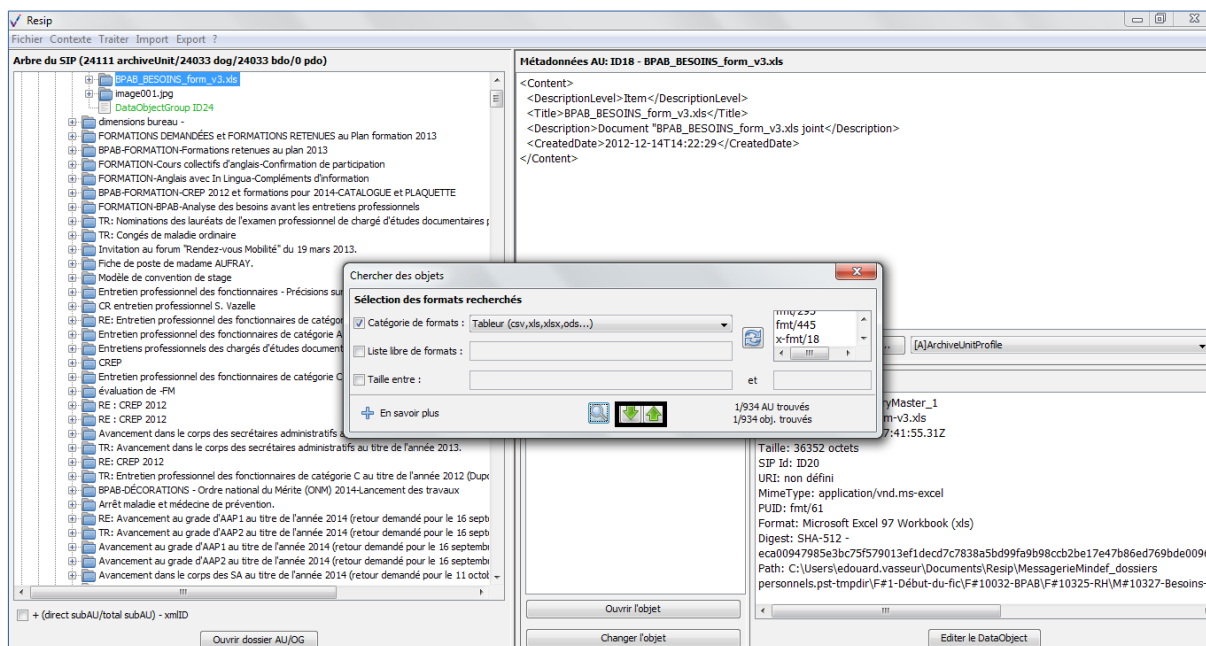 Resip
Fichier Contexte Traiter Import Export ?
Arbre du SIP (24111 archiveUnit/24033 dog/24033 bdo/0 pdo)
BPAB_BESOINS_form_v3.xls
image001.jpg
DataObjectGroup ID24
dimensions bureau -
FORMATIONS DEMANDÉES et FORMATIONS RETENUES au Plan formation 2013
BPAB-FORMATION-Formations retenues au plan 2013
FORMATION-Cours collectifs d'anglais-Confirmation de participation
FORMATION-Anglais avec In Lingua-Compléments d'information
BPAB-FORMATION-CREP 2012 et formations pour 2014-CATALOGUE et PLAQUETTE
FORMATION-BPAB-Analyse des besoins avant les entretiens professionnels
TR: Nominations des lauréats de l'examen professionnel de chargé d'études documentaires
TR: Congés de maladie ordinaire
Invitation au forum "Rendez-vous Mobilité" du 19 mars 2013.
Fiche de poste de madame AUFRAY.
Modèle de convention de stage
Entretien professionnel des fonctionnaires - Précisions
CR entretien professionnel S. Vazelle
RE: Entretien professionnel des fonctionnaires de
Entretien professionnel des fonctionnaires de catégorie A
Entretiens professionnels des chargés d'études
CREP
Entretien professionnel des fonctionnaires de catégorie C
évaluation de -FM
RE : CREP 2012
RE : CREP 2012
Avancement dans le corps des secrétaires administratifs
TR: Avancement dans le corps des secrétaires administratifs au titre de l'année 2013.
RE: CREP 2012
TR: Entretien professionnel des fonctionnaires de catégorie C au titre de l'année 2012
BPAB-DÉCORATIONS - Ordre national du Mérite (ONM) 2014-Lancement des travaux
Arrêt maladie et médecine de prévention.
RE: Avancement au grade d'AAP1 au titre de l'année 2014 (retour demandé pour le 16
TR: Avancement au grade d'AAP2 au titre de l'année 2014 (retour demandé pour le 16
Avancement au grade d'AAP1 au titre de l'année 2014 (retour demandé pour le 16
Avancement au grade d'AAP2 au titre de l'année 2014 (retour demandé pour le 16
Avancement dans le corps des SA au titre de l'année 2014 (retour demandé pour le 11
+ (direct subAU/total subAU) - xmlID
Ouvrir dossier AU/OG
Métadonnées AU: ID18 - BPAB_BESOINS_form_v3.xls
<Content>
<DescriptionLevel>Item</DescriptionLevel>
<Title>BPAB_BESOINS_form_v3.xls</Title>
<Description>Document "BPAB_BESOINS_form_v3.xls joint</Description>
<CreatedDate>2012-12-14T14:22:29</CreatedDate>
</Content>
Chercher des objets
Sélection des formats recherchés
Catégorie de formats :
Tableur (csv,xls,xlsx,ods...)
fmt/295
fmt/445
x-fmt/18
Liste libre de formats :
Taille entre :
et
En savoir plus
1/934 AU trouvés
1/934 obj. trouvés
[A]ArchiveUnitProfile
ryMaster_1
m-v3.xls
7:41:55.31Z
Taille: 36352 octets
SIP Id: ID20
URI: non défini
MimeType: application/vnd.ms-excel
PUID: fmt/61
Format: Microsoft Excel 97 Workbook (xls)
Digest: SHA-512 -
eca00947985e3bc75f579013ef1decd7c7838a5bd99fa9b98ccb2be17e47b86ed769bde0096
Path: C:\Users\edouard.vasseur\Documents\Resip\MessagerieMindef_dossiers
personnels.pst-tmpdir\F#1-Début-du-fic\F#10032-BPAB\F#10325-RH\M#10327-Besoins-
Ouvrir l'objet
Changer l'objet
Editer le DataObject